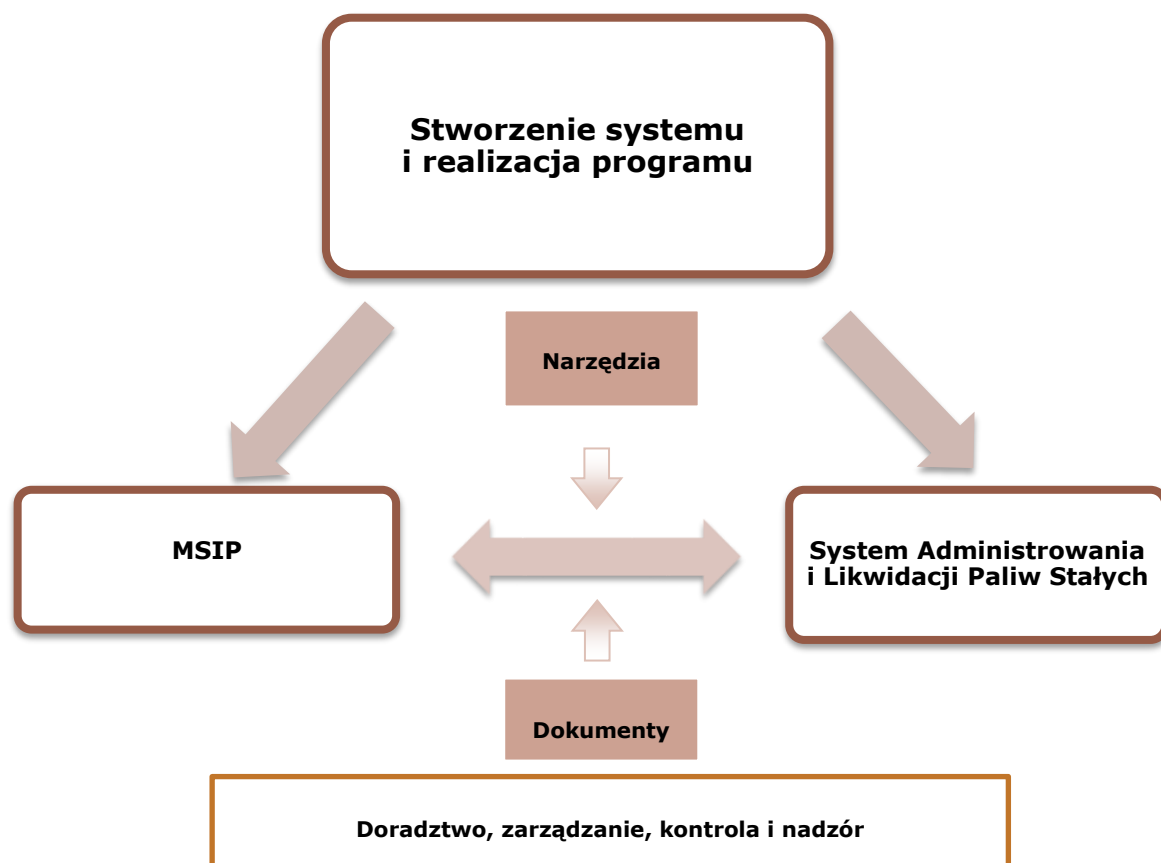 Stworzenie systemu
i realizacja programu
Narzędzia
MSIP
System Administrowania
i Likwidacji Paliw Stałych
Dokumenty
Doradztwo, zarządzanie, kontrola i nadzór